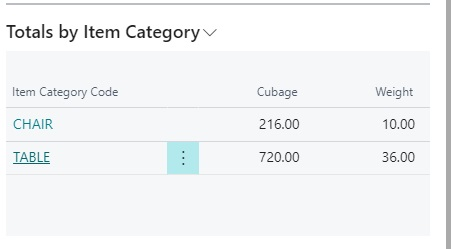 Totals by Item Category
Item Category Code Cubage Weight
CHAIR 216.00 10.00
TABLE 720.00 36.00